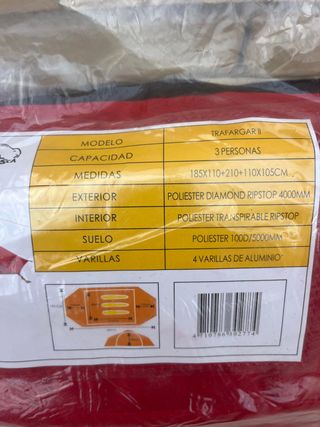 MODELO TRAFARGAR II
CAPACIDAD 3 PERSONAS
MEDIDAS 185X110+210+110X105CM
EXTERIOR POLIESTER DIAMOND RIPSTOP 4000MM
INTERIOR POLIESTER TRANSPIRABLE RIPSTOP
SUELO POLIESTER 100D/5000MM
VARILLAS 4 VARILLAS DE ALUMINIO